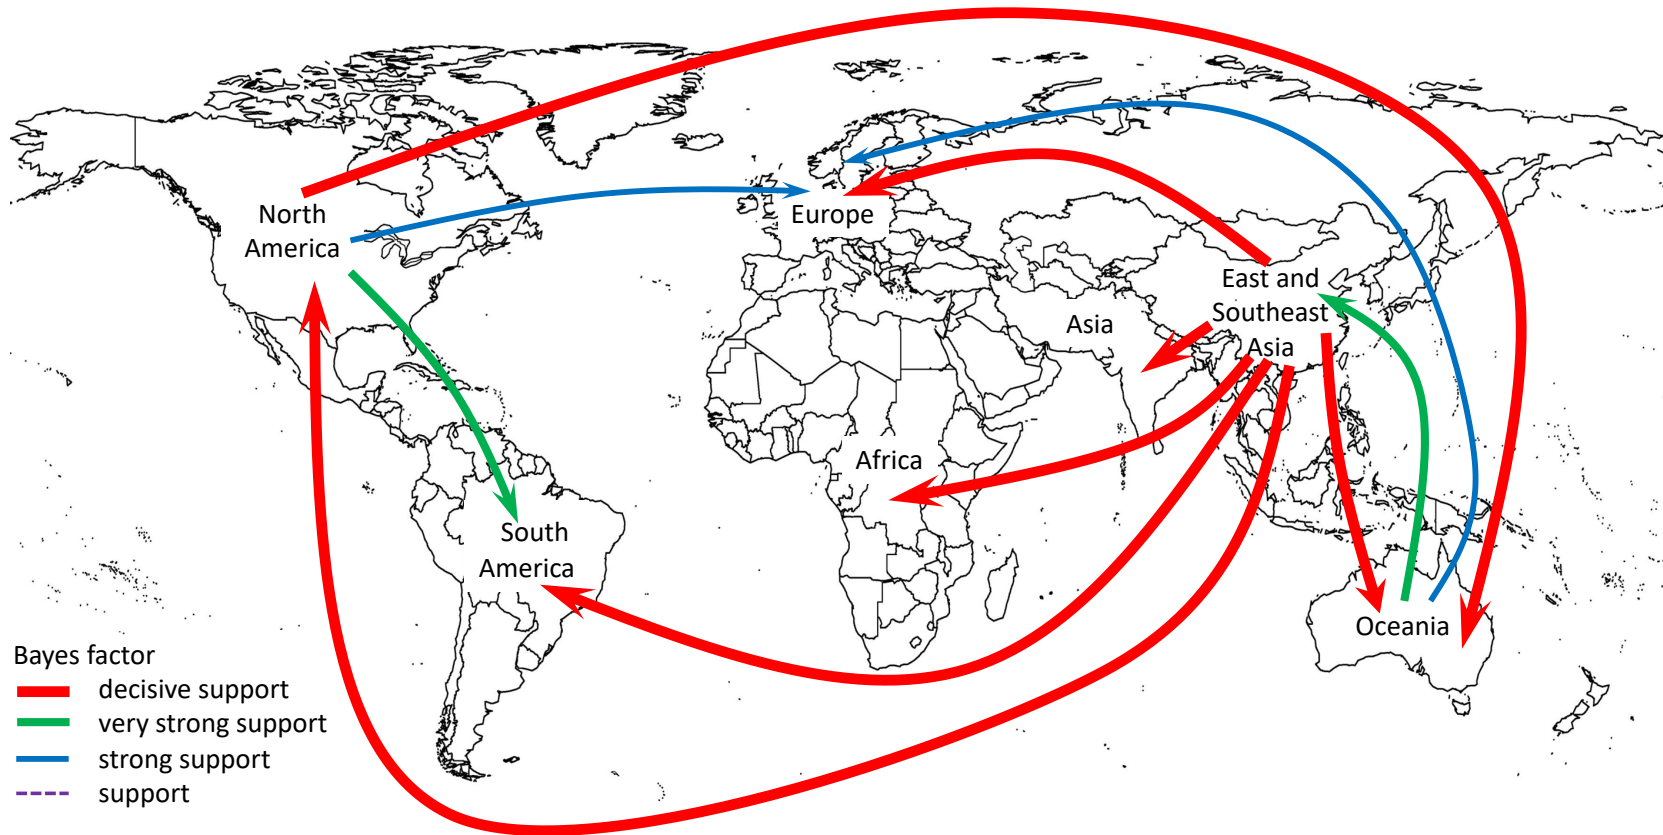 North
America
Europe
East and
Southeast
Asia
Asia
Africa
South
America
Oceania
Bayes factor
decisive support
very strong support
strong support
support